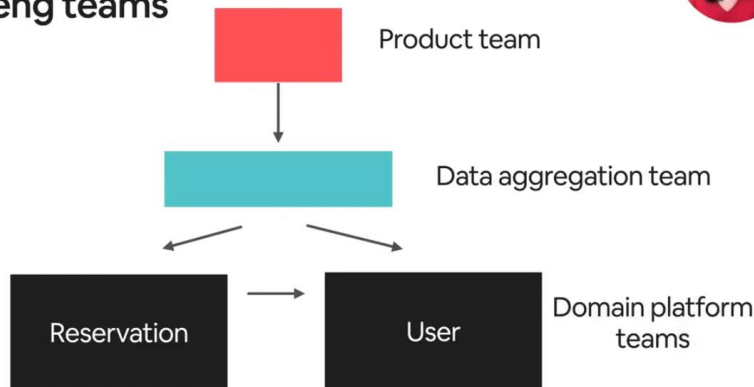 eng teams
Product team
Data aggregation team
Reservation
User
Domain platform
teams